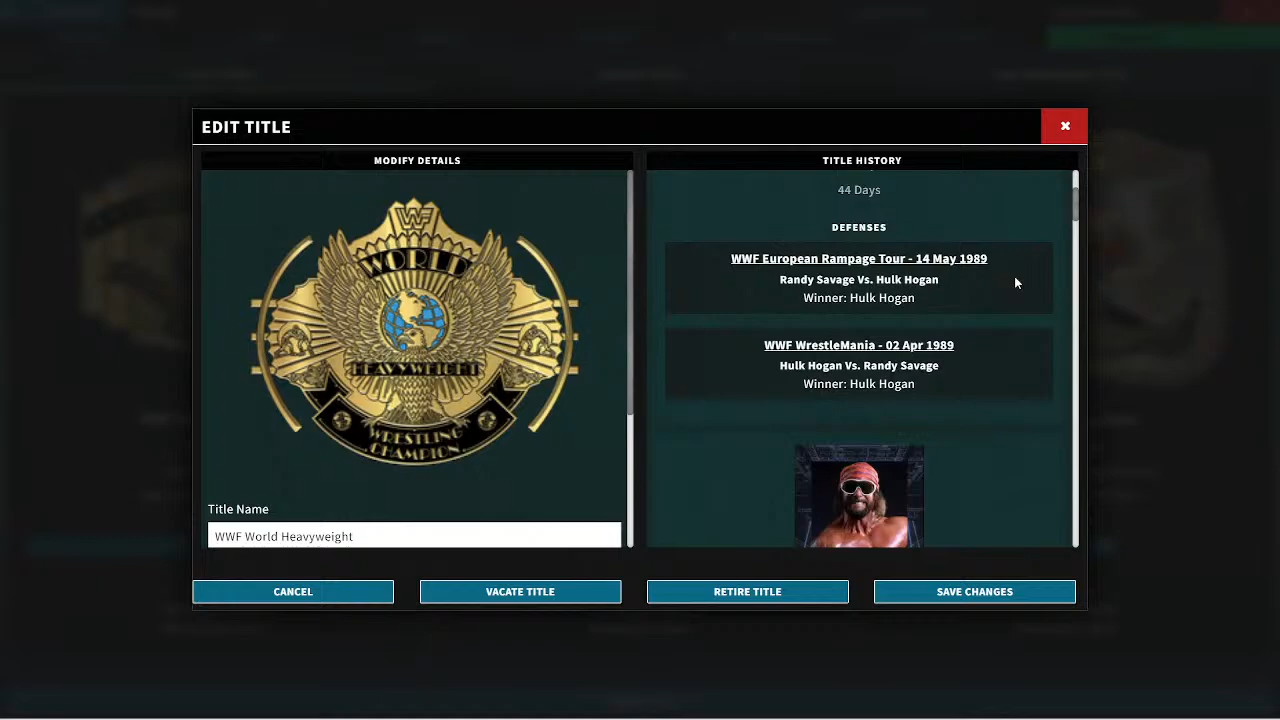 EDIT TITLE
MODIFY DETAILS
TITLE HISTORY
WF
WORLD
HEAVYWEIGHT
WRESTLING
CHAMPION
Title Name
WWF World Heavyweight
44 Days
DEFENSES
WWF European Rampage Tour - 14 May 1989
Randy Savage Vs. Hulk Hogan
Winner: Hulk Hogan
WWF WrestleMania - 02 Apr 1989
Hulk Hogan Vs. Randy Savage
Winner: Hulk Hogan
CANCEL
VACATE TITLE
RETIRE TITLE
SAVE CHANGES